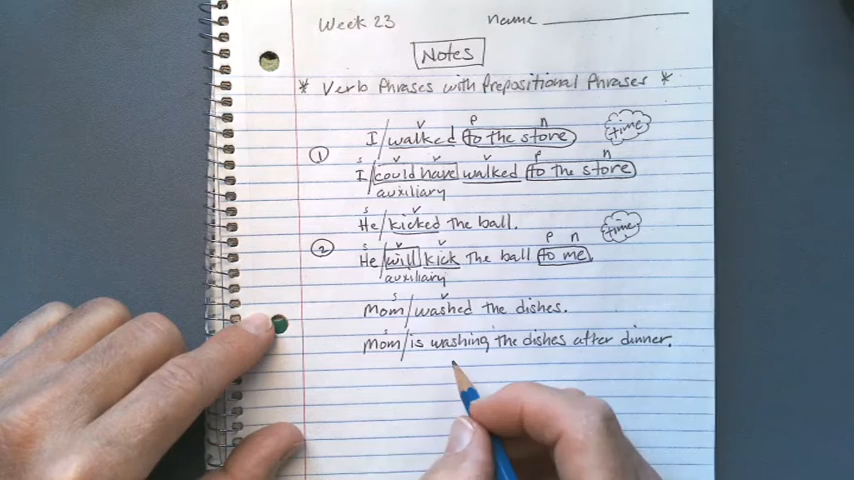 Week 23 Name
Notes
* Verb Phrases with Prepositional Phrases *
v p n
I/walked to the store time
1
s v v v p n
I/could have walked to the store
auxiliary
s v
He/kicked the ball. time
2
s v v p n
He/will kick the ball to me.
auxiliary
s v
Mom/washed the dishes.
s
Mom/is washing the dishes after dinner.